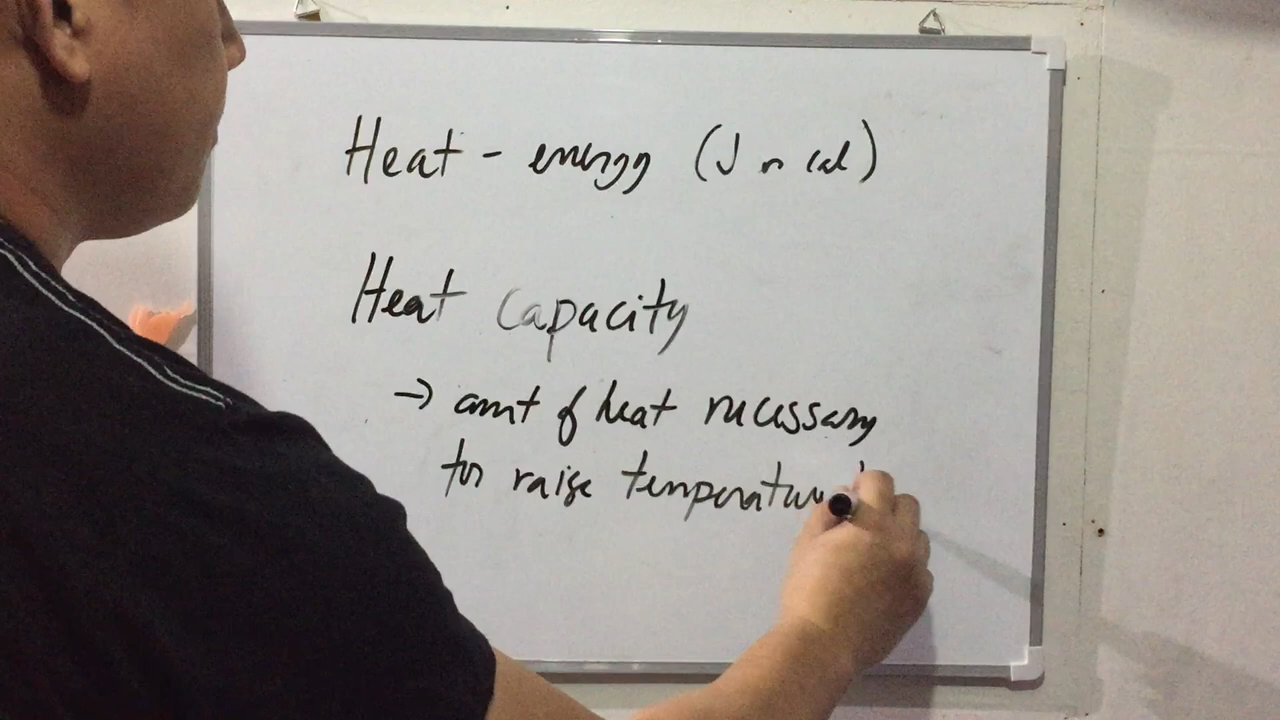 Heat - energy (J or cal)
Heat capacity
→ amt of heat necessary
to raise temperature